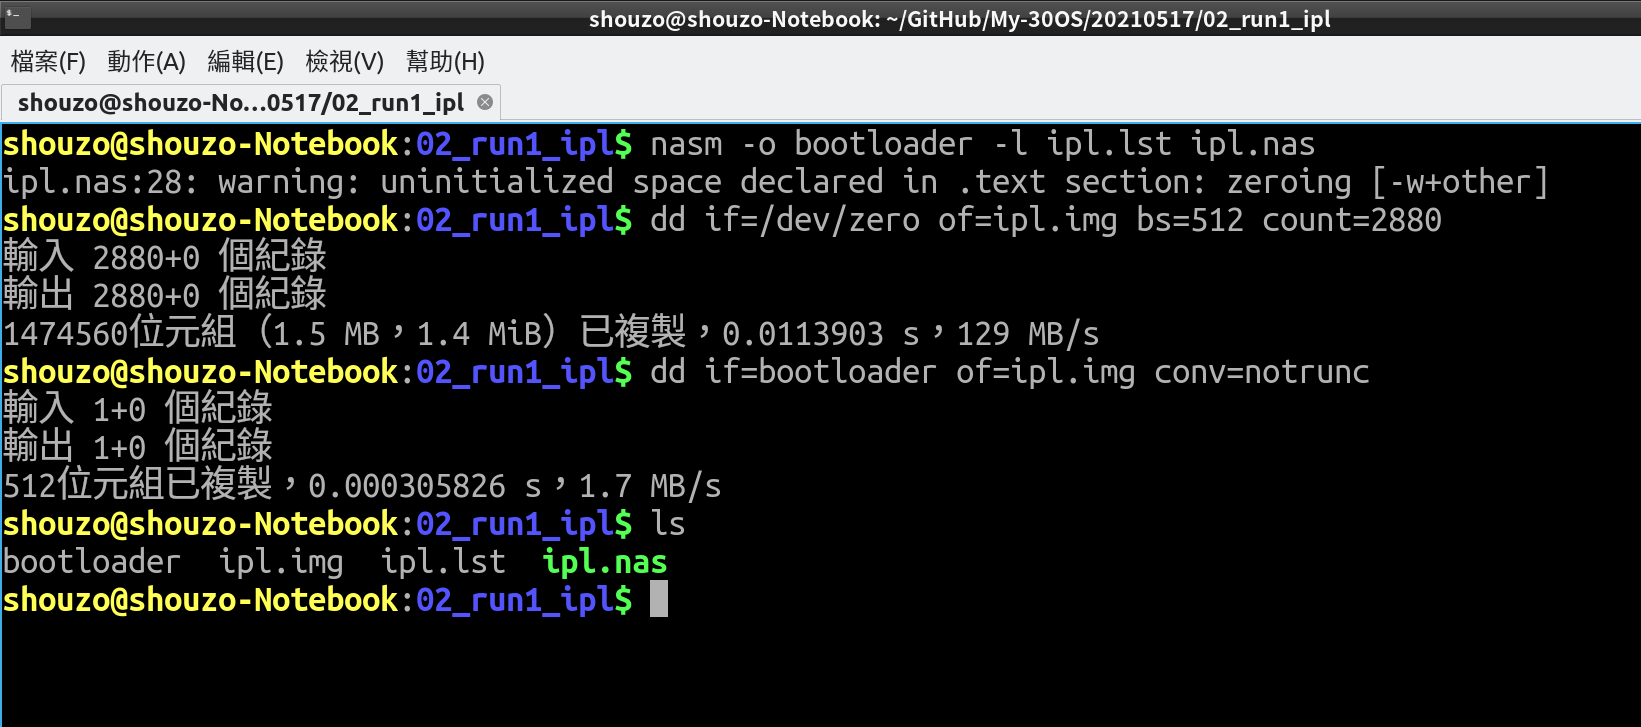 shouzo@shouzo-Notebook: ~/GitHub/My-30OS/20210517/02_run1_ipl
檔案(F) 動作(A) 編輯(E) 檢視(V) 幫助(H)
shouzo@shouzo-No...0517/02_run1_ipl
shouzo@shouzo-Notebook:02_run1_ipl$ nasm -o bootloader -l ipl.lst ipl.nas
ipl.nas:28: warning: uninitialized space declared in .text section: zeroing [-w+other]
shouzo@shouzo-Notebook:02_run1_ipl$ dd if=/dev/zero of=ipl.img bs=512 count=2880
輸入 2880+0 個紀錄
輸出 2880+0 個紀錄
1474560位元組（1.5 MB，1.4 MiB）已複製，0.0113903 s，129 MB/s
shouzo@shouzo-Notebook:02_run1_ipl$ dd if=bootloader of=ipl.img conv=notrunc
輸入 1+0 個紀錄
輸出 1+0 個紀錄
512位元組已複製，0.000305826 s，1.7 MB/s
shouzo@shouzo-Notebook:02_run1_ipl$ ls
bootloader  ipl.img  ipl.lst  ipl.nas
shouzo@shouzo-Notebook:02_run1_ipl$